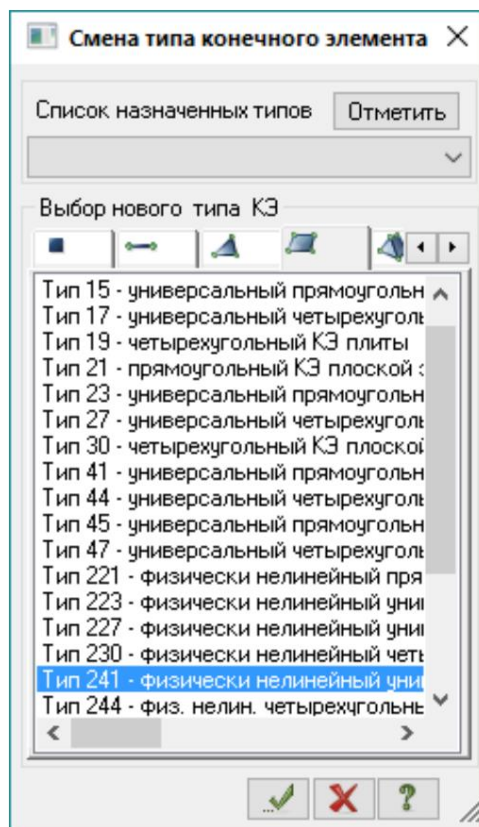 Смена типа конечного элемента
Список назначенных типов
Отметить
Выбор нового типа КЭ
Тип 15 - универсальный прямоугольн
Тип 17 - универсальный четырехуголь
Тип 19 - четырехугольный КЭ плиты
Тип 21 - прямоугольный КЭ плоской з
Тип 23 - универсальный прямоугольн
Тип 27 - универсальный четырехуголь
Тип 30 - четырехугольный КЭ плоской
Тип 41 - универсальный прямоугольн
Тип 44 - универсальный четырехуголь
Тип 45 - универсальный прямоугольн
Тип 47 - универсальный четырехуголь
Тип 221 - физически нелинейный пря
Тип 223 - физически нелинейный уни
Тип 227 - физически нелинейный уни
Тип 230 - физически нелинейный четь
Тип 241 - физически нелинейный уни
Тип 244 - физ. нелин. четырехугольнь
?